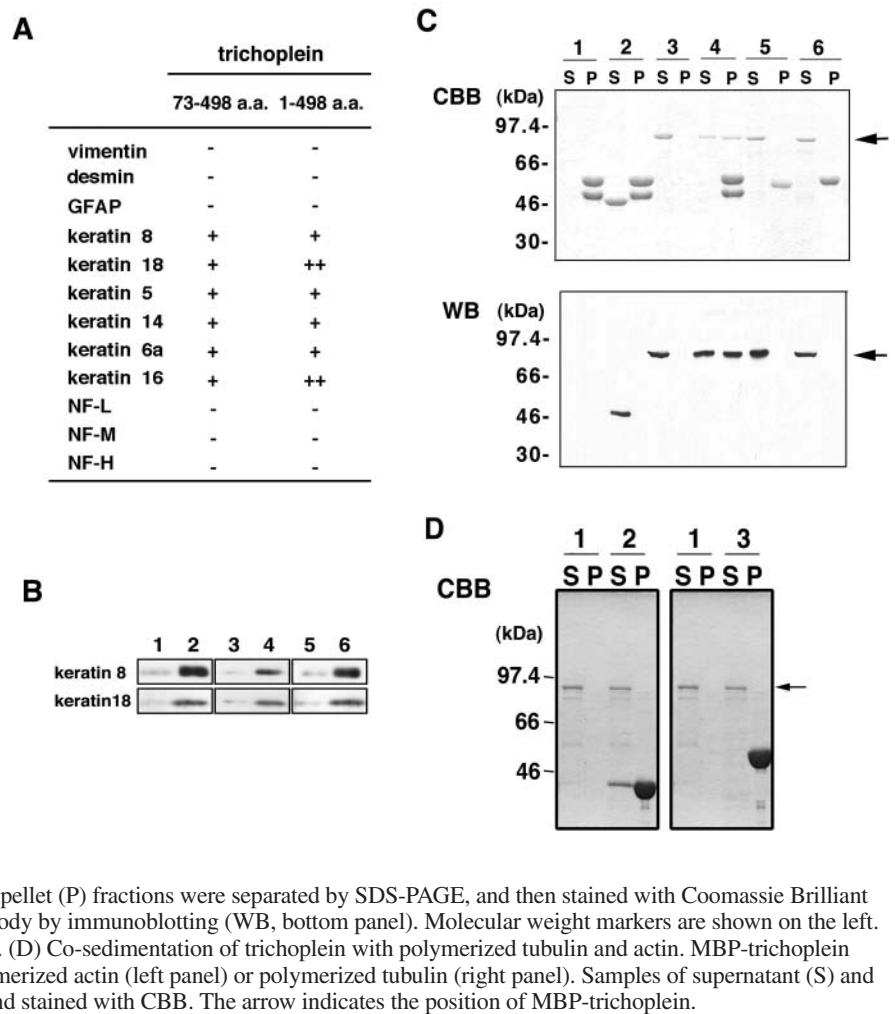 A
trichoplein
73-498 a.a. 1-498 a.a.
vimentin - -
desmin - -
GFAP - -
keratin 8 + +
keratin 18 + ++
keratin 5 + +
keratin 14 + +
keratin 6a + +
keratin 16 + ++
NF-L - -
NF-M - -
NF-H - -
B
1 2 3 4 5 6
keratin 8
keratin18
C
1 2 3 4 5 6
S P S P S P S P S P S P
CBB (kDa)
97.4-
66-
46-
30-
WB (kDa)
97.4-
66-
46-
30-
D
1 2 1 3
S P S P S P S P
CBB
(kDa)
97.4
66
46
pellet (P) fractions were separated by SDS-PAGE, and then stained with Coomassie Brilliant
ody by immunoblotting (WB, bottom panel). Molecular weight markers are shown on the left.
. (D) Co-sedimentation of trichoplein with polymerized tubulin and actin. MBP-trichoplein
merized actin (left panel) or polymerized tubulin (right panel). Samples of supernatant (S) and
nd stained with CBB. The arrow indicates the position of MBP-trichoplein.